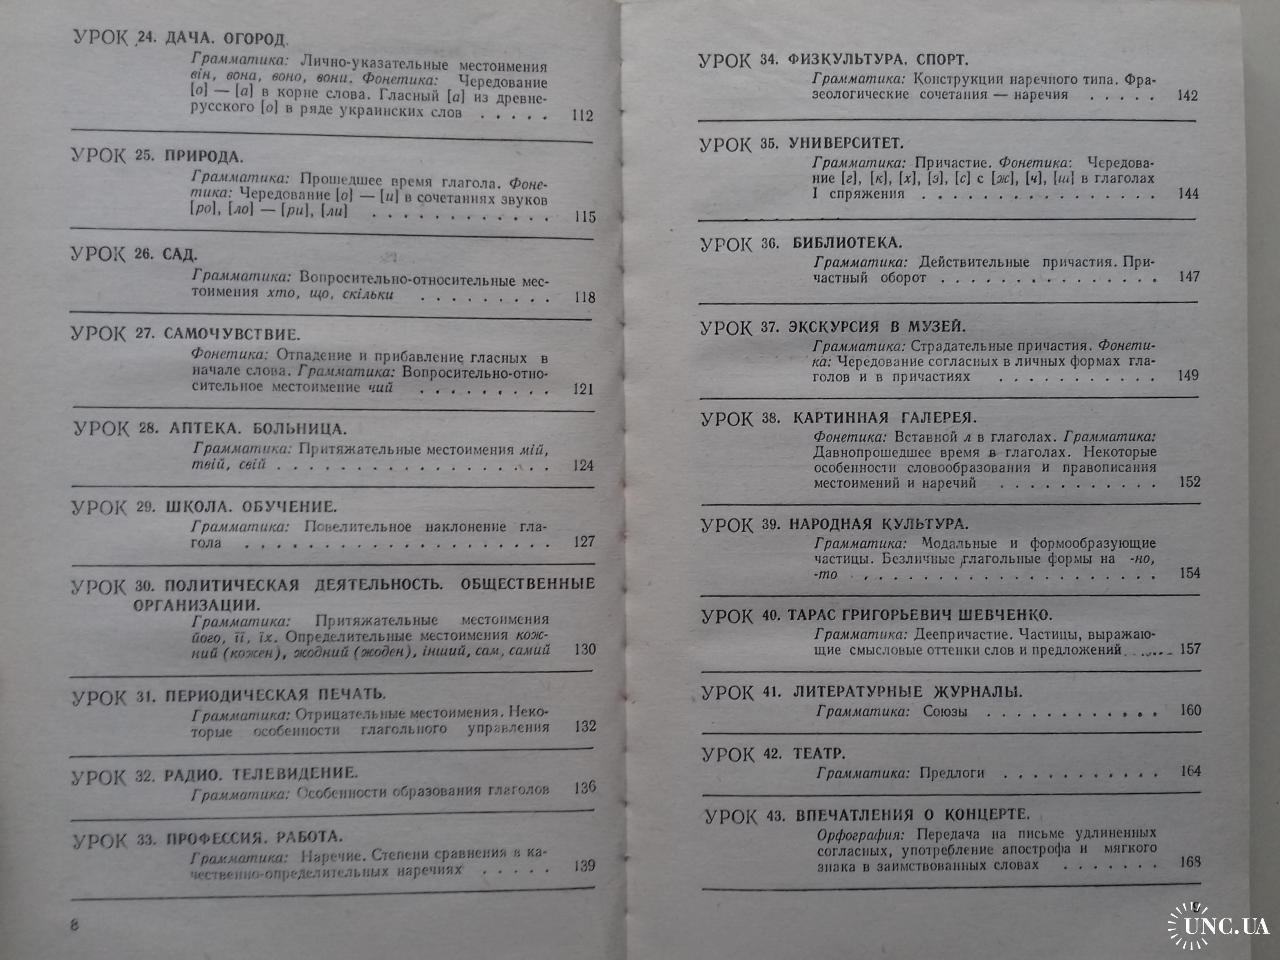 УРОК 24. ДАЧА. ОГОРОД.
Грамматика: Лично-указательные местоимения
він, вона, воно, вони. Фонетика: Чередование
[о] — [а] в корне слова. Гласный [а] из древне-
русского [о] в ряде украинских слов . . . . . 112
УРОК 25. ПРИРОДА.
Грамматика: Прошедшее время глагола. Фоне-
тика: Чередование [о] — [и] в сочетаниях звуков
[ро], [ло] — [ри], [ли] . . . . . . . . . . . . 115
УРОК 26. САД.
Грамматика: Вопросительно-относительные мес-
тоимения хто, що, скільки . . . . . . . . . 118
УРОК 27. САМОЧУВСТВИЕ.
Фонетика: Отпадение и прибавление гласных в
начале слова. Грамматика: Вопросительно-отно-
сительное местоимение чий . . . . . . . . . 121
УРОК 28. АПТЕКА. БОЛЬНИЦА.
Грамматика: Притяжательные местоимения мій,
твій, свій . . . . . . . . . . . . . . . . . . 124
УРОК 29. ШКОЛА. ОБУЧЕНИЕ.
Грамматика: Повелительное наклонение гла-
гола . . . . . . . . . . . . . . . . . . . . 127
УРОК 30. ПОЛИТИЧЕСКАЯ ДЕЯТЕЛЬНОСТЬ. ОБЩЕСТВЕННЫЕ
ОРГАНИЗАЦИИ.
Грамматика: Притяжательные местоимения
його, її, їх. Определительные местоимения кож-
ний (кожен), жодний (жоден), інший, сам, самий 130
УРОК 31. ПЕРИОДИЧЕСКАЯ ПЕЧАТЬ.
Грамматика: Отрицательные местоимения. Неко-
торые особенности глагольного управления 132
УРОК 32. РАДИО. ТЕЛЕВИДЕНИЕ.
Грамматика: Особенности образования глаголов 136
УРОК 33. ПРОФЕССИЯ. РАБОТА.
Грамматика: Наречие. Степени сравнения в ка-
чественно-определительных наречиях . . . . . 139
8
УРОК 34. ФИЗКУЛЬТУРА. СПОРТ.
Грамматика: Конструкции наречного типа. Фра-
зеологические сочетания — наречия . . . . . 142
УРОК 35. УНИВЕРСИТЕТ.
Грамматика: Причастие. Фонетика: Чередова-
ние [г], [к], [х], [з], [с] с [ж], [ч], [ш] в глаголах
I спряжения . . . . . . . . . . . . . . . . 144
УРОК 36. БИБЛИОТЕКА.
Грамматика: Действительные причастия. При-
частный оборот . . . . . . . . . . . . . . . 147
УРОК 37. ЭКСКУРСИЯ В МУЗЕЙ.
Грамматика: Страдательные причастия. Фонети-
ка: Чередование согласных в личных формах гла-
голов и в причастиях . . . . . . . . . . . 149
УРОК 38. КАРТИННАЯ ГАЛЕРЕЯ.
Фонетика: Вставной л в глаголах. Грамматика:
Давнопрошедшее время в глаголах. Некоторые
особенности словообразования и правописания
местоимений и наречий . . . . . . . . . . . 152
УРОК 39. НАРОДНАЯ КУЛЬТУРА.
Грамматика: Модальные и формообразующие
частицы. Безличные глагольные формы на -но,
-то . . . . . . . . . . . . . . . . . . . . . 154
УРОК 40. ТАРАС ГРИГОРЬЕВИЧ ШЕВЧЕНКО.
Грамматика: Деепричастие. Частицы, выражаю-
щие смысловые оттенки слов и предложений . . . . 157
УРОК 41. ЛИТЕРАТУРНЫЕ ЖУРНАЛЫ.
Грамматика: Союзы . . . . . . . . . . . . 160
УРОК 42. ТЕАТР.
Грамматика: Предлоги . . . . . . . . . . . 164
УРОК 43. ВПЕЧАТЛЕНИЯ О КОНЦЕРТЕ.
Орфография: Передача на письме удлиненных
согласных, употребление апострофа и мягкого
знака в заимствованных словах . . . . . . . 168
UNC.UA